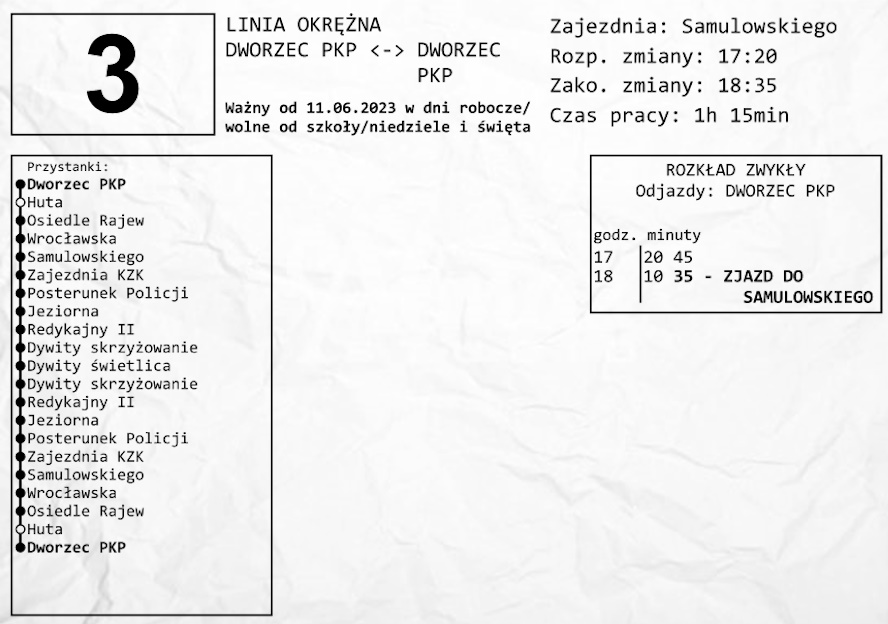 3
LINIA OKRĘŻNA
DWORZEC PKP <-> DWORZEC
PKP
Ważny od 11.06.2023 w dni robocze/
wolne od szkoły/niedziele i święta
Zajezdnia: Samulowskiego
Rozp. zmiany: 17:20
Zako. zmiany: 18:35
Czas pracy: 1h 15min
Przystanki:
Dworzec PKP
Huta
Osiedle Rajew
Wrocławska
Samulowskiego
Zajezdnia KZK
Posterunek Policji
Jeziorna
Redykajny II
Dywity skrzyżowanie
Dywity świetlica
Dywity skrzyżowanie
Redykajny II
Jeziorna
Posterunek Policji
Zajezdnia KZK
Samulowskiego
Wrocławska
Osiedle Rajew
Huta
Dworzec PKP
ROZKŁAD ZWYKŁY
Odjazdy: DWORZEC PKP
godz. minuty
17 20 45
18 10 35 - ZJAZD DO
SAMULOWSKIEGO